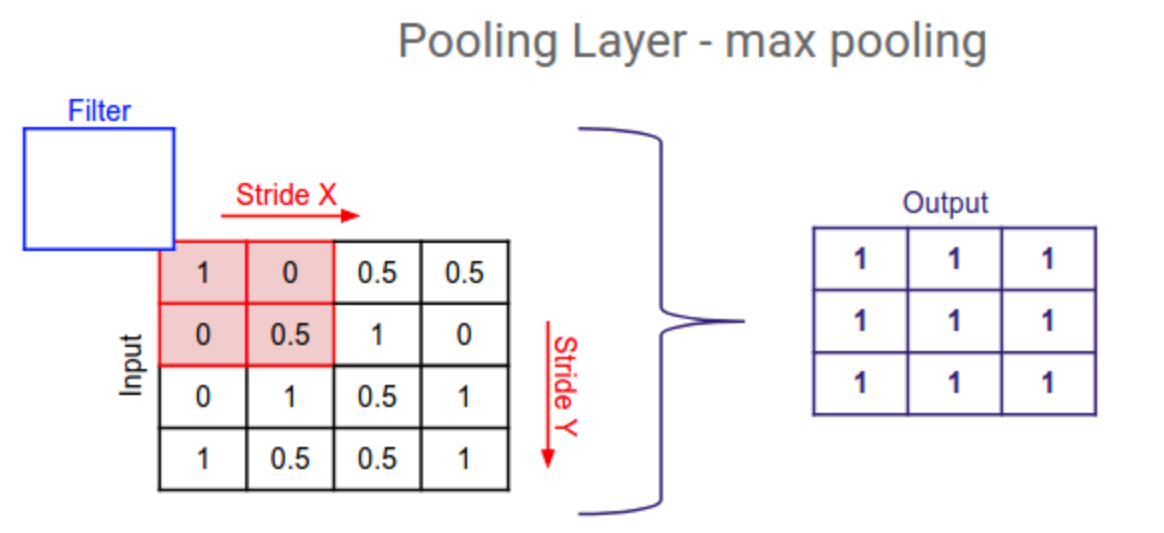 Pooling Layer - max pooling
Filter
Stride X
Output
Input
1 0 0.5 0.5
0 0.5 1 0
0 1 0.5 1
1 0.5 0.5 1
Stride Y
1 1 1
1 1 1
1 1 1